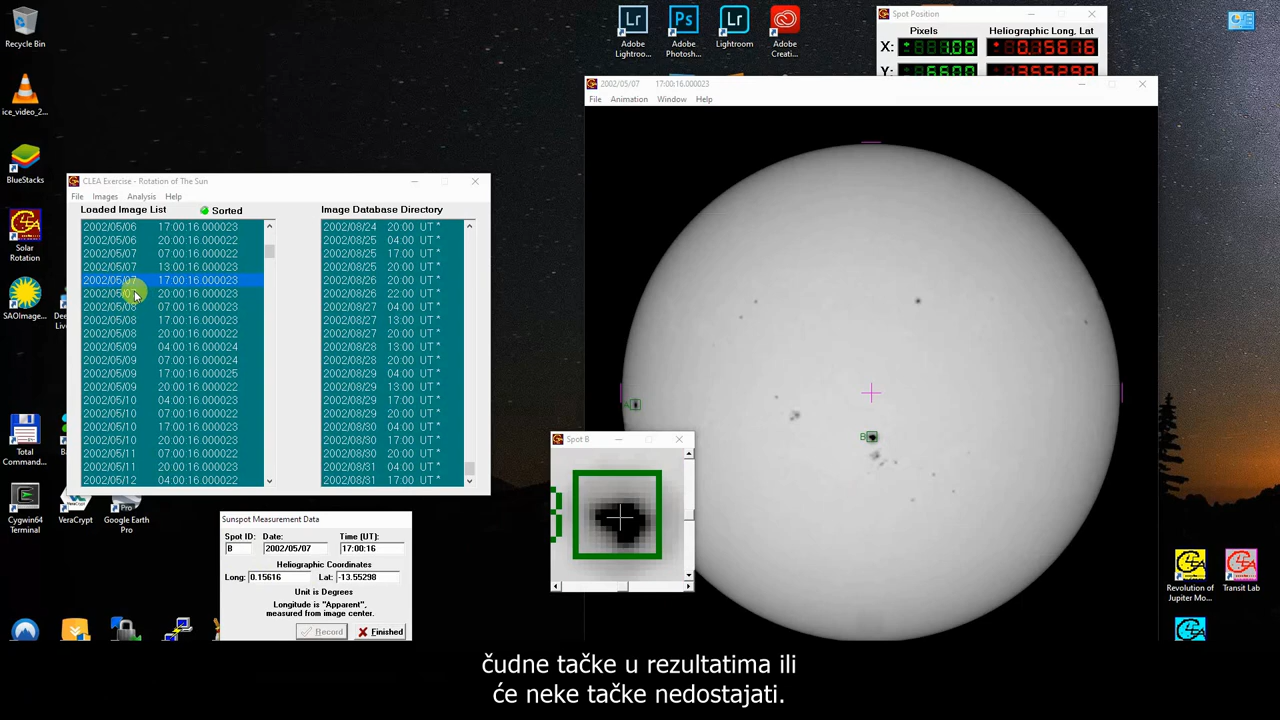 Recycle Bin
ice_video_2...
BlueStacks
Solar
Rotation
SAOImage...
Total
Comman...
Cygwin64
Terminal
VeraCrypt
Google Earth
Pro
Lr
Adobe
Lightroo...
Ps
Adobe
Photosh...
Lr
Lightroom
Adobe
Creati...
Spot Position
Pixels Heliographic Long, Lat
X: 1.00 0.15616
Y:
2002/05/07 17:00:16.000023
File Animation Window Help
A
B
CLEA Exercise - Rotation of The Sun
File Images Analysis Help
Loaded Image List Sorted
2002/05/06 17:00:16.000023
2002/05/06 20:00:16.000022
2002/05/07 07:00:16.000022
2002/05/07 13:00:16.000023
2002/05/07 17:00:16.000023
2002/05/07 20:00:16.000023
2002/05/08 07:00:16.000023
2002/05/08 17:00:16.000023
2002/05/08 20:00:16.000022
2002/05/09 04:00:16.000024
2002/05/09 07:00:16.000024
2002/05/09 17:00:16.000025
2002/05/09 20:00:16.000022
2002/05/10 04:00:16.000023
2002/05/10 07:00:16.000022
2002/05/10 17:00:16.000023
2002/05/10 20:00:16.000023
2002/05/11 07:00:16.000022
2002/05/11 20:00:16.000023
2002/05/12 04:00:16.000022
Image Database Directory
2002/08/24 20:00 UT *
2002/08/25 04:00 UT *
2002/08/25 17:00 UT *
2002/08/25 20:00 UT *
2002/08/26 20:00 UT *
2002/08/26 22:00 UT *
2002/08/27 04:00 UT *
2002/08/27 13:00 UT *
2002/08/27 20:00 UT *
2002/08/28 13:00 UT *
2002/08/28 20:00 UT *
2002/08/29 04:00 UT *
2002/08/29 13:00 UT *
2002/08/29 17:00 UT *
2002/08/29 20:00 UT *
2002/08/30 04:00 UT *
2002/08/30 17:00 UT *
2002/08/30 20:00 UT *
2002/08/31 04:00 UT *
2002/08/31 17:00 UT *
Spot B
Sunspot Measurement Data
Spot ID: Date: Time (UT):
B 2002/05/07 17:00:16
Heliographic Coordinates
Long: 0.15616 Lat: -13.55298
Unit is Degrees
Longitude is "Apparent",
measured from image center.
Record Finished
Revolution of
Jupiter Mo...
Transit Lab
čudne tačke u rezultatima ili
će neke tačke nedostajati.